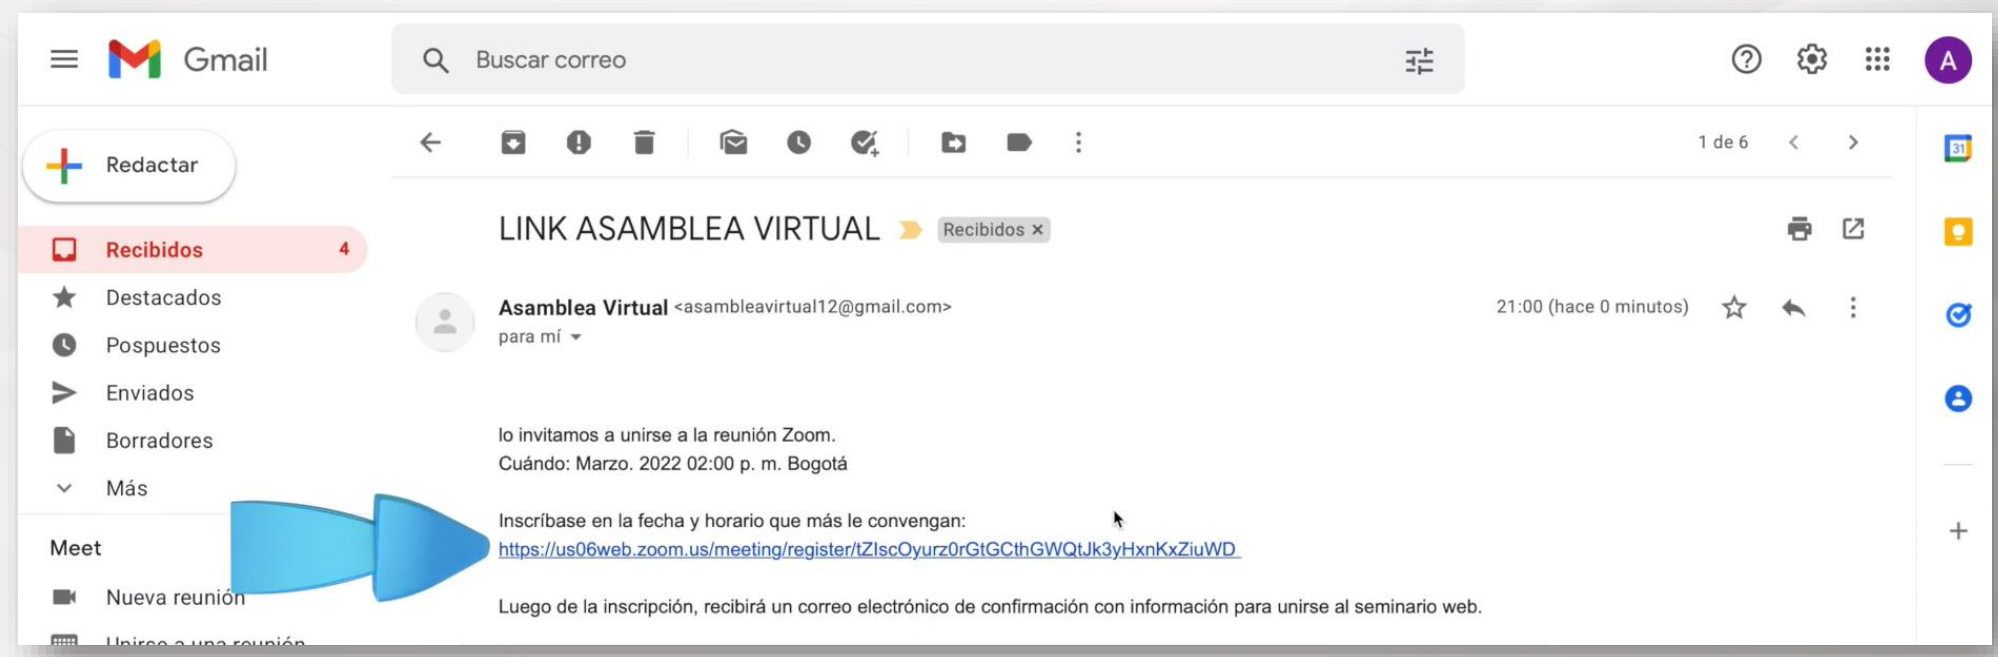 Gmail
Buscar correo
A
Redactar
1 de 6
31
LINK ASAMBLEA VIRTUAL
Recibidos ×
Recibidos 4
Destacados
Pospuestos
Enviados
Borradores
Más
Meet
Nueva reunión
Unirse a una reunión
Asamblea Virtual <asambleavirtual12@gmail.com>
21:00 (hace 0 minutos)
para mí
lo invitamos a unirse a la reunión Zoom.
Cuándo: Marzo. 2022 02:00 p. m. Bogotá
Inscríbase en la fecha y horario que más le convengan:
https://us06web.zoom.us/meeting/register/tZIscOyurz0rGtGCthGWQtJk3yHxnKxZiuWD
Luego de la inscripción, recibirá un correo electrónico de confirmación con información para unirse al seminario web.